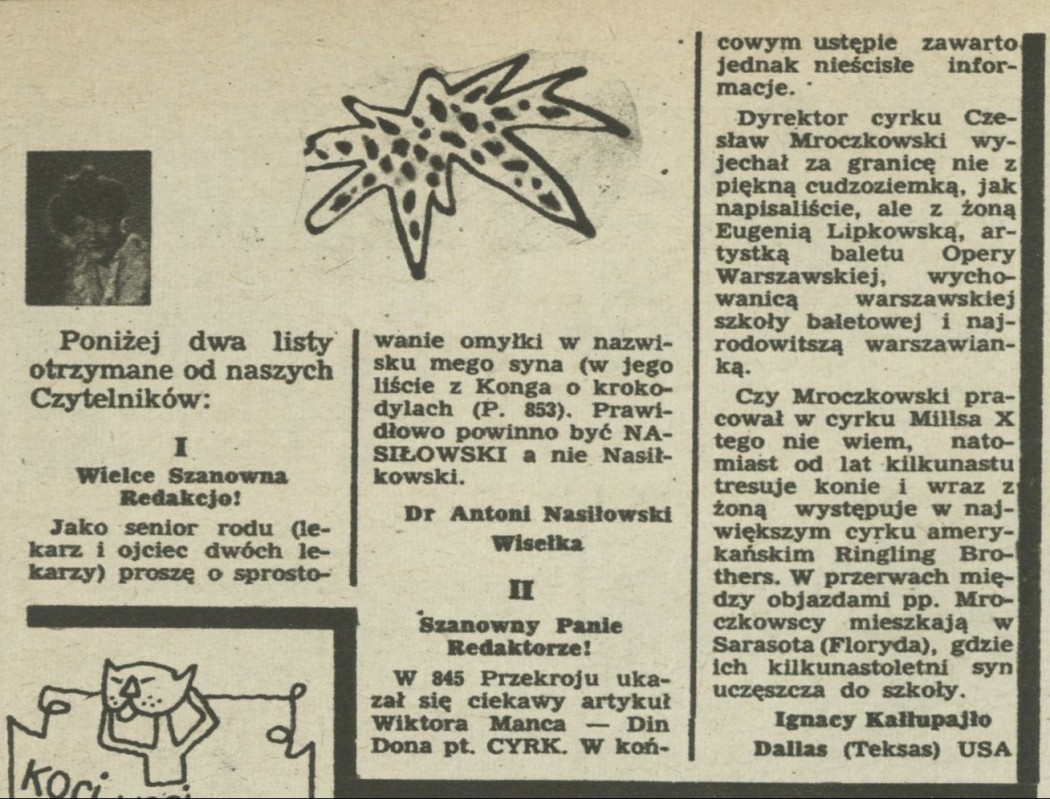 Poniżej dwa listy
otrzymane od naszych
Czytelników:
I
Wielce Szanowna
Redakcjo!
Jako senior rodu (le-
karz i ojciec dwóch le-
karzy) proszę o sprosto-
wanie omyłki w nazwi-
sku mego syna (w jego
liście z Konga o kroko-
dylach (P. 853). Prawi-
dłowo powinno być NA-
SIŁOWSKI a nie Nasił-
kowski.
Dr Antoni Nasiłowski
Wisełka
II
Szanowny Panie
Redaktorze!
W 845 Przekroju uka-
zał się ciekawy artykuł
Wiktora Manca — Din
Dona pt. CYRK. W koń-
cowym ustępie zawarto
jednak nieścisłe infor-
macje.
Dyrektor cyrku Cze-
sław Mroczkowski wy-
jechał za granicę nie z
piękną cudzoziemką, jak
napisaliście, ale z żoną
Eugenią Lipkowską, ar-
tystką baletu Opery
Warszawskiej, wycho-
wanicą warszawskiej
szkoły baletowej i naj-
rodowitszą warszawian-
ką.
Czy Mroczkowski pra-
cował w cyrku Millsa X
tego nie wiem, nato-
miast od lat kilkunastu
tresuje konie i wraz z
żoną występuje w naj-
większym cyrku amery-
kańskim Ringling Bro-
thers. W przerwach mię-
dzy objazdami pp. Mro-
czkowscy mieszkają w
Sarasota (Floryda), gdzie
ich kilkunastoletni syn
uczęszcza do szkoły.
Ignacy Kałłupajło
Dallas (Teksas) USA
KOCI